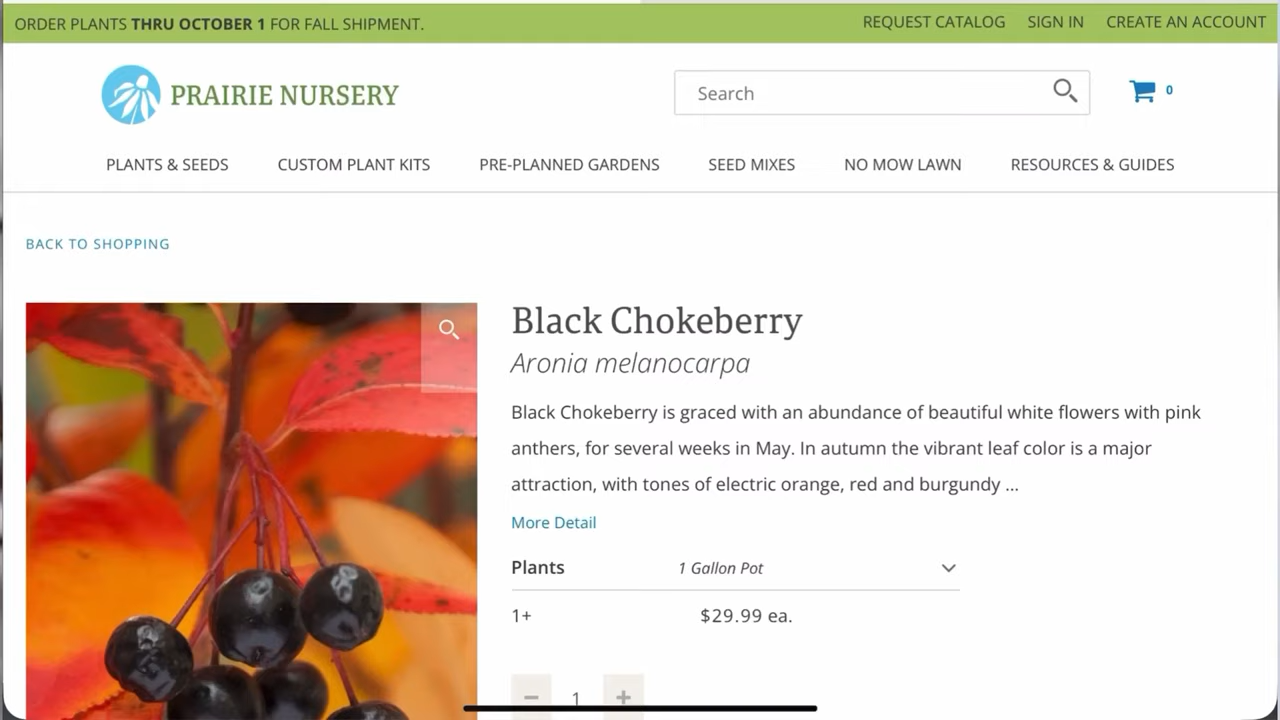 ORDER PLANTS THRU OCTOBER 1 FOR FALL SHIPMENT.
REQUEST CATALOG SIGN IN CREATE AN ACCOUNT
PRAIRIE NURSERY
Search
0
PLANTS & SEEDS CUSTOM PLANT KITS PRE-PLANNED GARDENS SEED MIXES NO MOW LAWN RESOURCES & GUIDES
BACK TO SHOPPING
Black Chokeberry
Aronia melanocarpa
Black Chokeberry is graced with an abundance of beautiful white flowers with pink
anthers, for several weeks in May. In autumn the vibrant leaf color is a major
attraction, with tones of electric orange, red and burgundy ...
More Detail
Plants 1 Gallon Pot
1+ $29.99 ea.
− 1 +